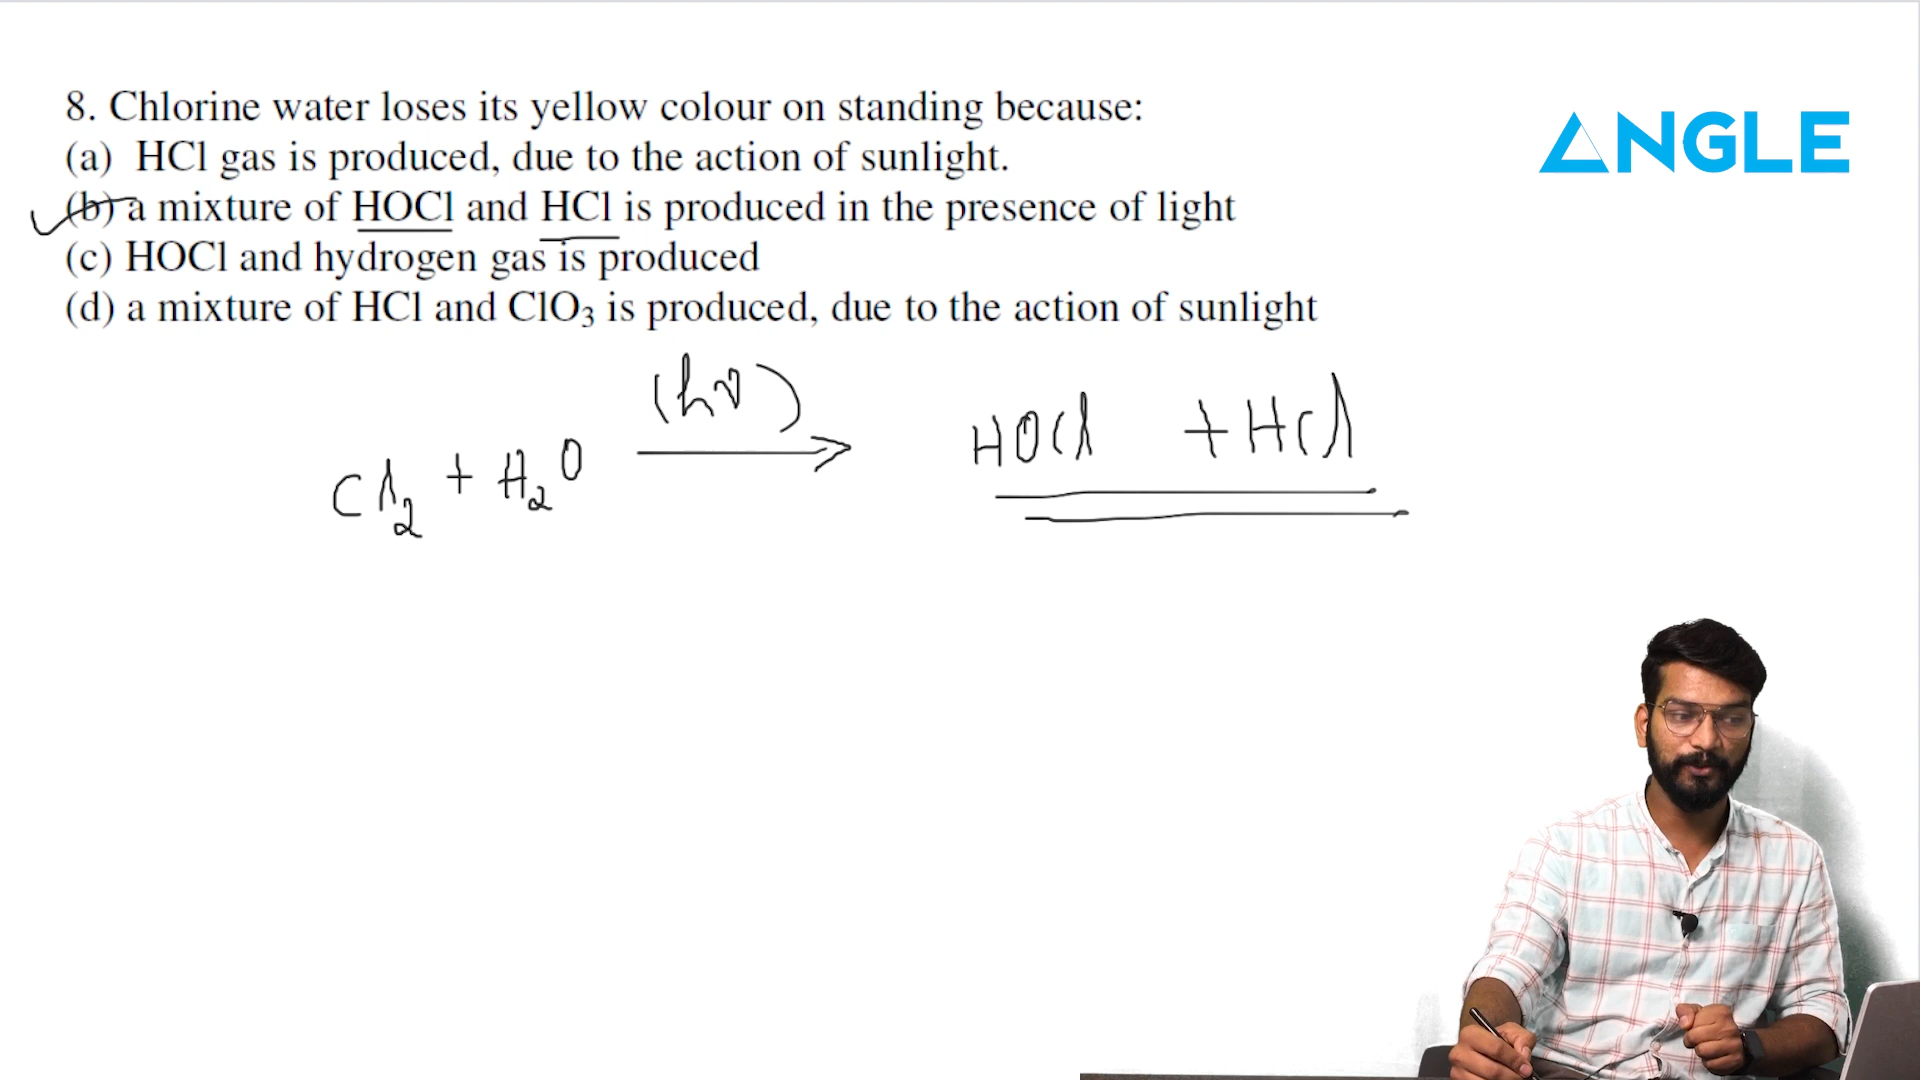 8. Chlorine water loses its yellow colour on standing because:
ANGLE
(a) HCl gas is produced, due to the action of sunlight.
(b) a mixture of HOCl and HCl is produced in the presence of light
(c) HOCl and hydrogen gas is produced
(d) a mixture of HCl and ClO₃ is produced, due to the action of sunlight
(hν)
Cl₂ + H₂O → HOCl + HCl